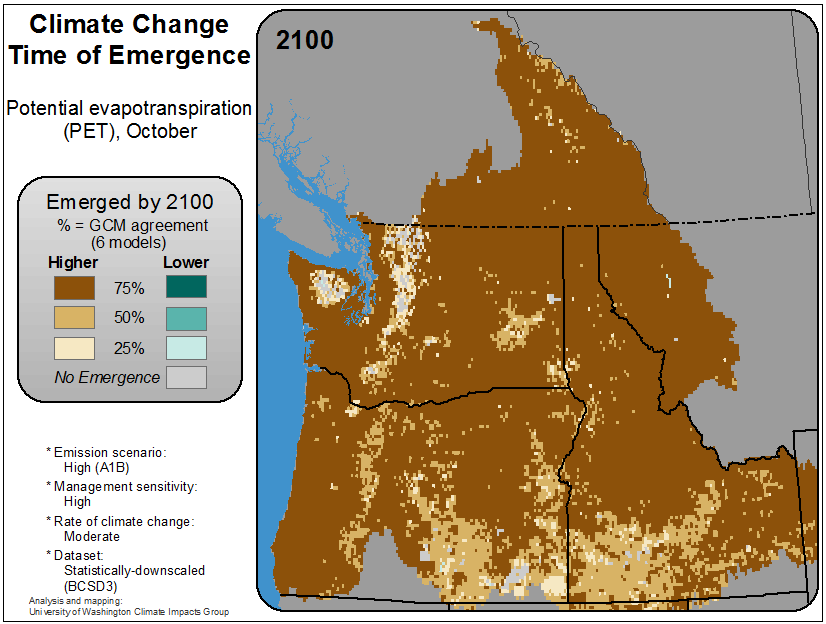 Climate Change
Time of Emergence
Potential evapotranspiration
(PET), October
2100
Emerged by 2100
% = GCM agreement
(6 models)
Higher Lower
75%
50%
25%
No Emergence
* Emission scenario:
High (A1B)
* Management sensitivity:
High
* Rate of climate change:
Moderate
* Dataset:
Statistically-downscaled
(BCSD3)
Analysis and mapping:
University of Washington Climate Impacts Group